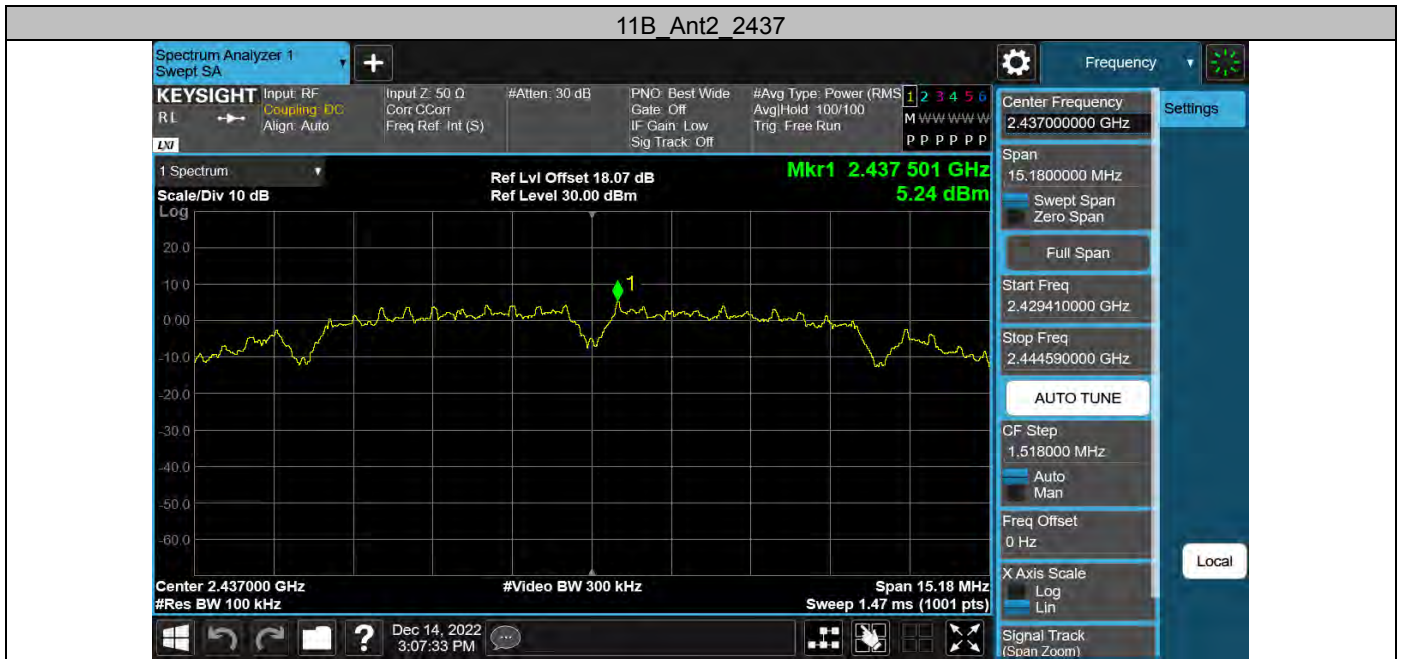 11B_Ant2_2437
Spectrum Analyzer 1
Swept SA
Frequency
KEYSIGHT
RL
LXI
Input: RF
Coupling: DC
Align: Auto
Input Z: 50 Ω
Corr CCorr
Freq Ref: Int (S)
#Atten: 30 dB
PNO: Best Wide
Gate: Off
IF Gain: Low
Sig Track: Off
#Avg Type: Power (RMS
Avg|Hold: 100/100
Trig: Free Run
1 2 3 4 5 6
M W W W W W
P P P P P P
1 Spectrum
Scale/Div 10 dB
Log
Ref Lvl Offset 18.07 dB
Ref Level 30.00 dBm
Mkr1 2.437 501 GHz
5.24 dBm
20.0
10.0
0.00
-10.0
-20.0
-30.0
-40.0
-50.0
-60.0
1
Center 2.437000 GHz
#Res BW 100 kHz
#Video BW 300 kHz
Span 15.18 MHz
Sweep 1.47 ms (1001 pts)
Center Frequency
2.437000000 GHz
Settings
Span
15.1800000 MHz
Swept Span
Zero Span
Full Span
Start Freq
2.429410000 GHz
Stop Freq
2.444590000 GHz
AUTO TUNE
CF Step
1.518000 MHz
Auto
Man
Freq Offset
0 Hz
X Axis Scale
Log
Lin
Local
Signal Track
(Span Zoom)
?
Dec 14, 2022
3:07:33 PM